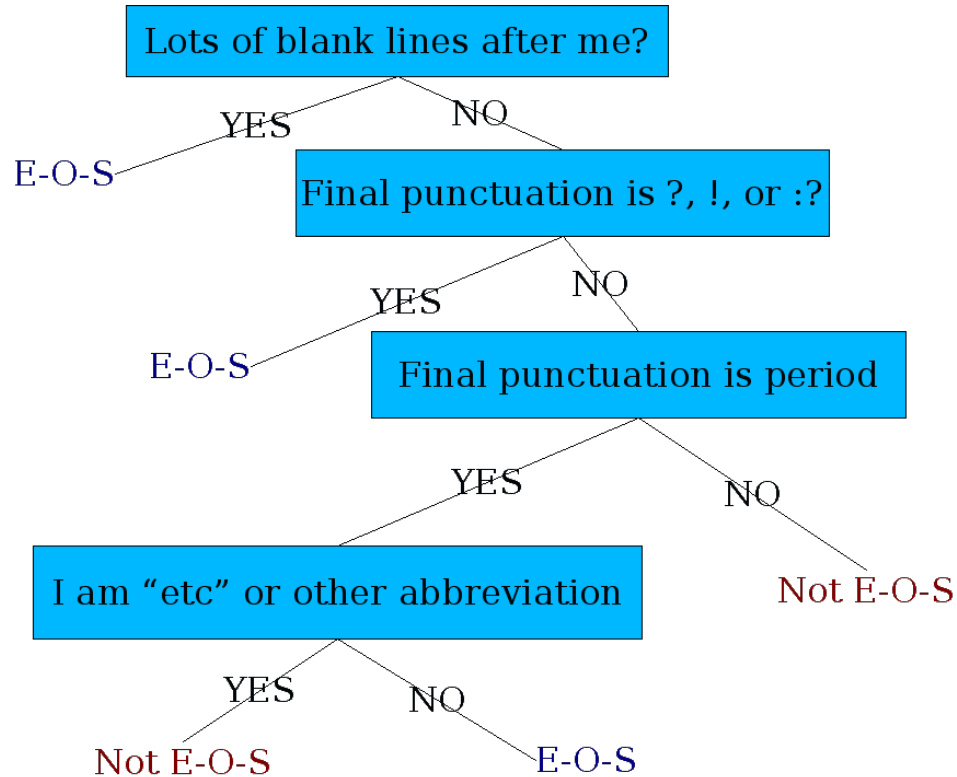 Lots of blank lines after me?
YES
NO
E-O-S
Final punctuation is ?, !, or :?
YES
NO
E-O-S
Final punctuation is period
YES
NO
I am “etc” or other abbreviation
Not E-O-S
YES
NO
Not E-O-S
E-O-S